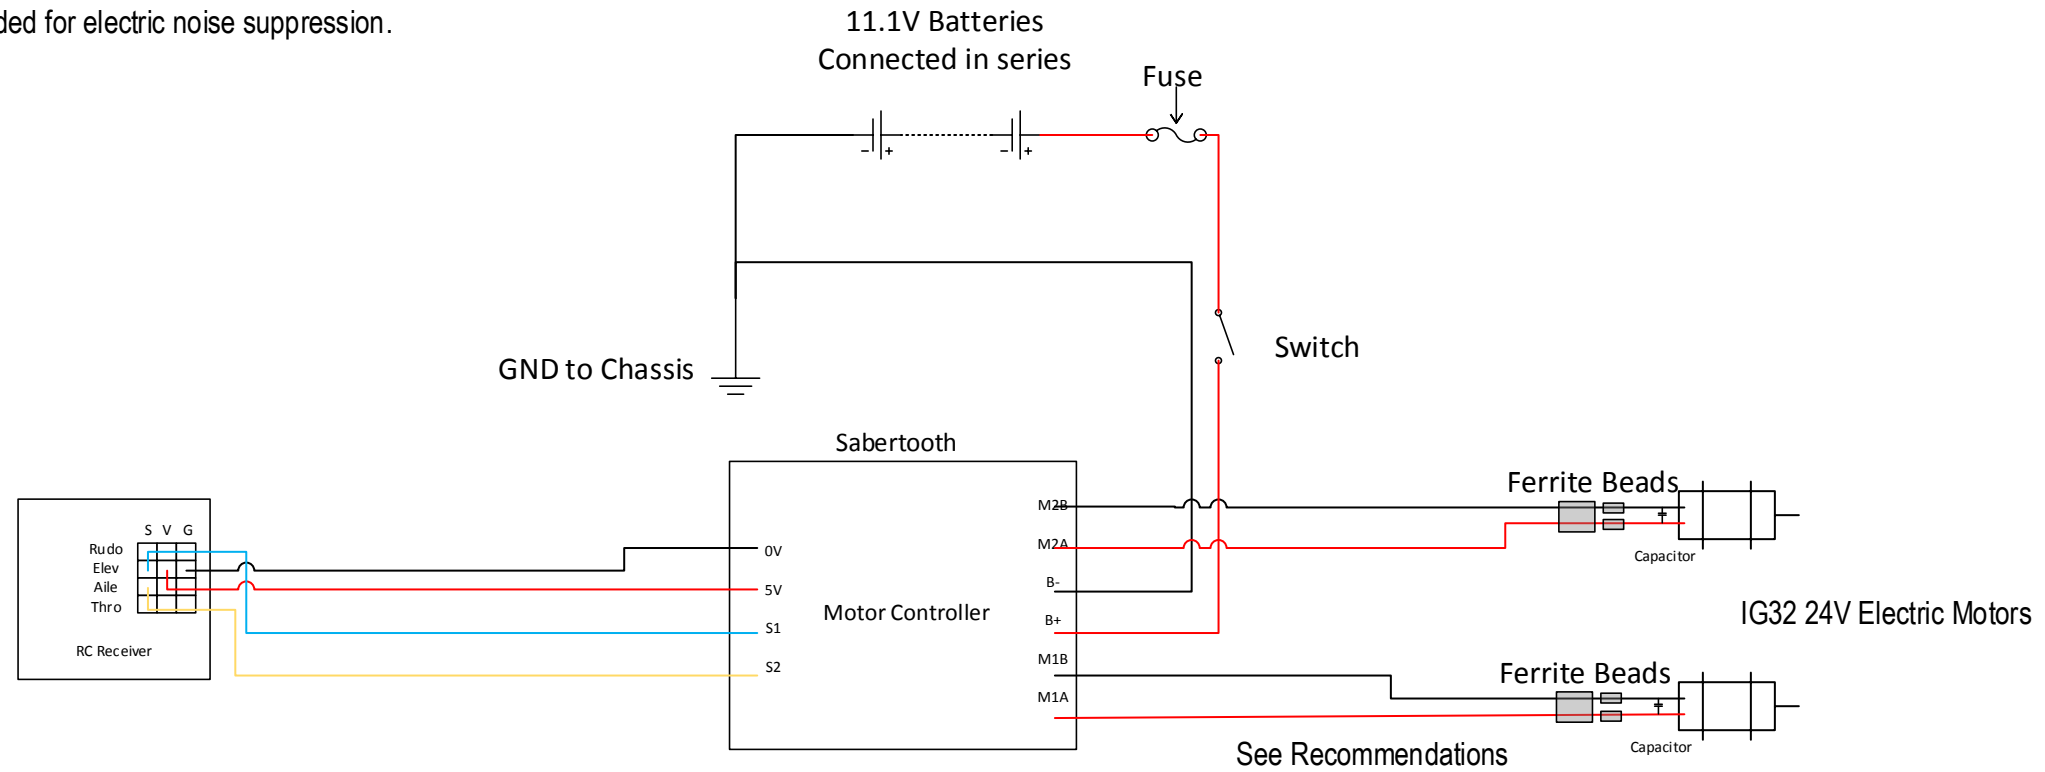 ded for electric noise suppression.
11.1V Batteries
Connected in series
Fuse
- +
- +
Switch
GND to Chassis
Sabertooth
Motor Controller
0V
5V
S1
S2
M2B
M2A
B-
B+
M1B
M1A
S V G
Rudo
Elev
Aile
Thro
RC Receiver
Ferrite Beads
Capacitor
IG32 24V Electric Motors
Ferrite Beads
Capacitor
See Recommendations